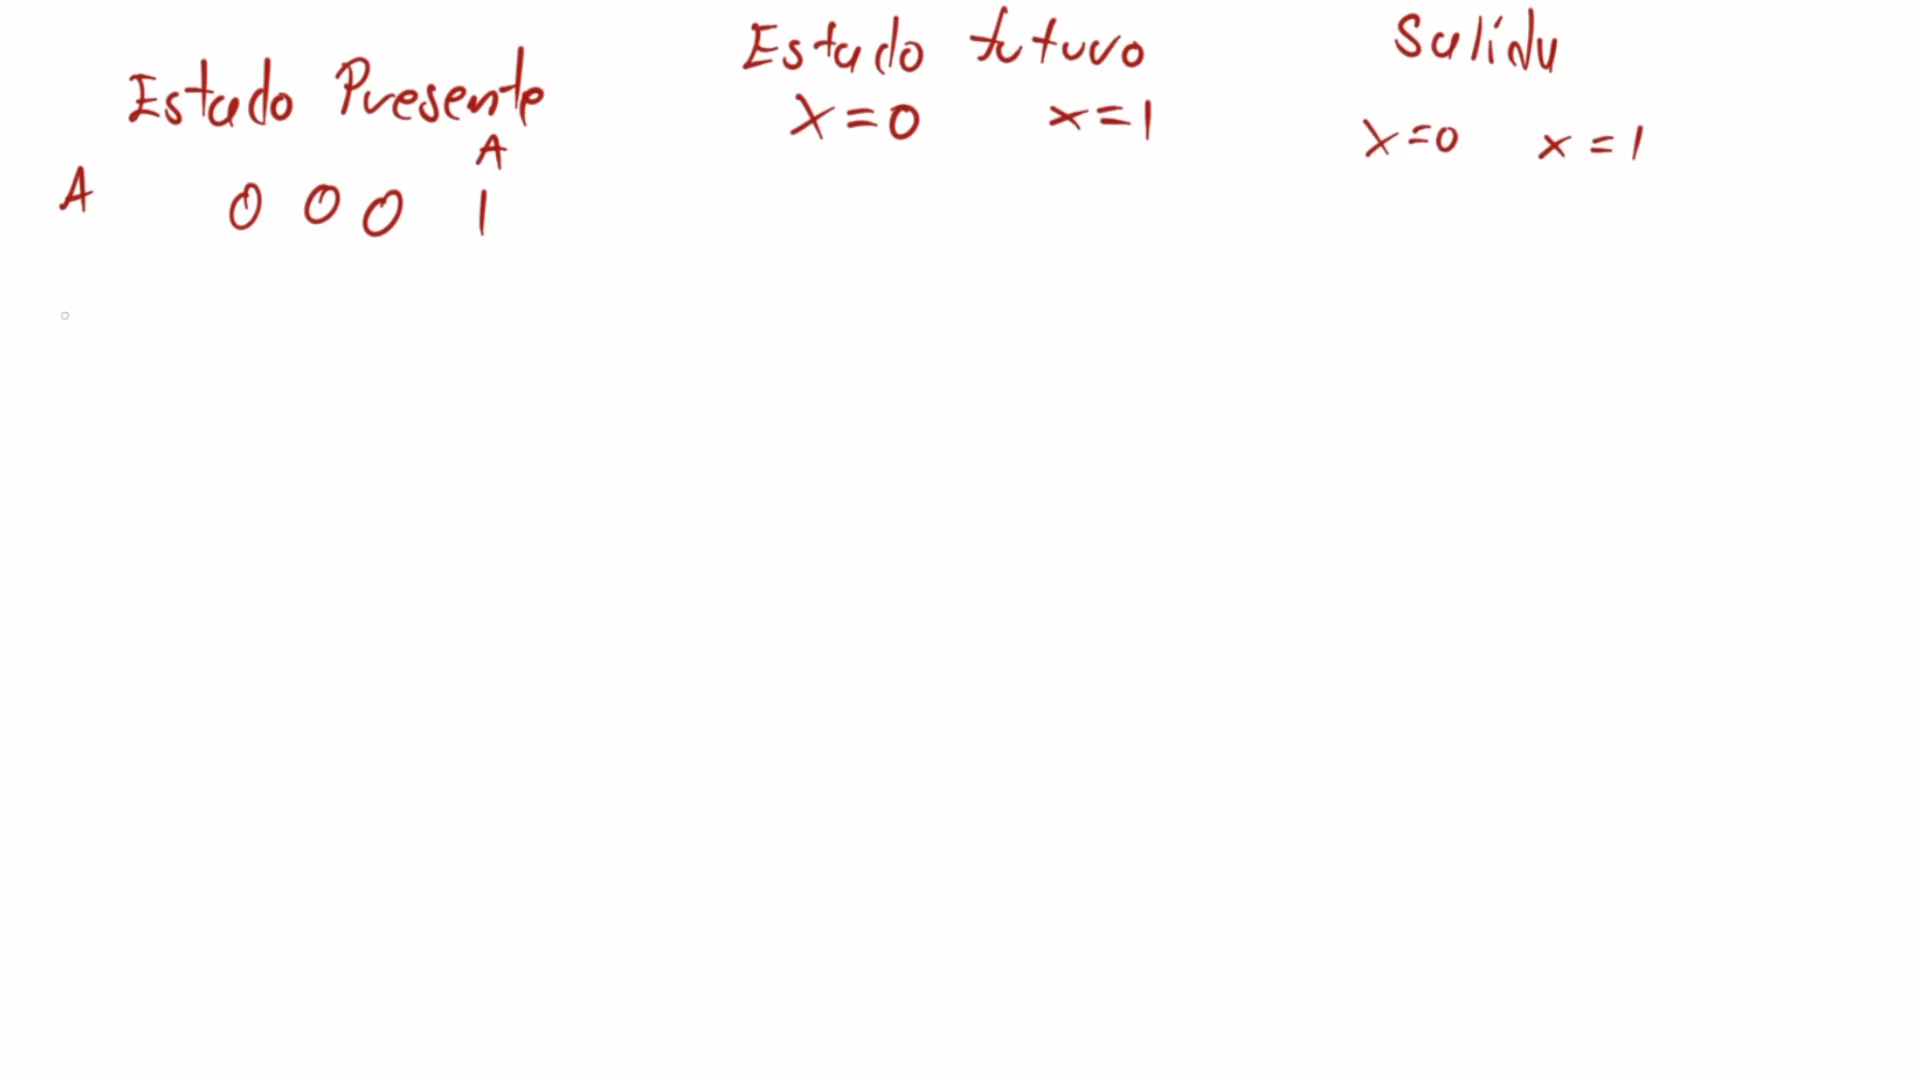 Estado Presente
Estado futuro
Salida
X=0 x=1
X=0 x=1
A
A 0 0 0 1